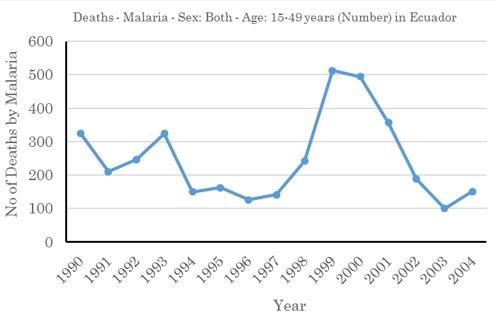 Deaths - Malaria - Sex: Both - Age: 15-49 years (Number) in Ecuador
No of Deaths by Malaria
600
500
400
300
200
100
0
1990 1991 1992 1993 1994 1995 1996 1997 1998 1999 2000 2001 2002 2003 2004
Year